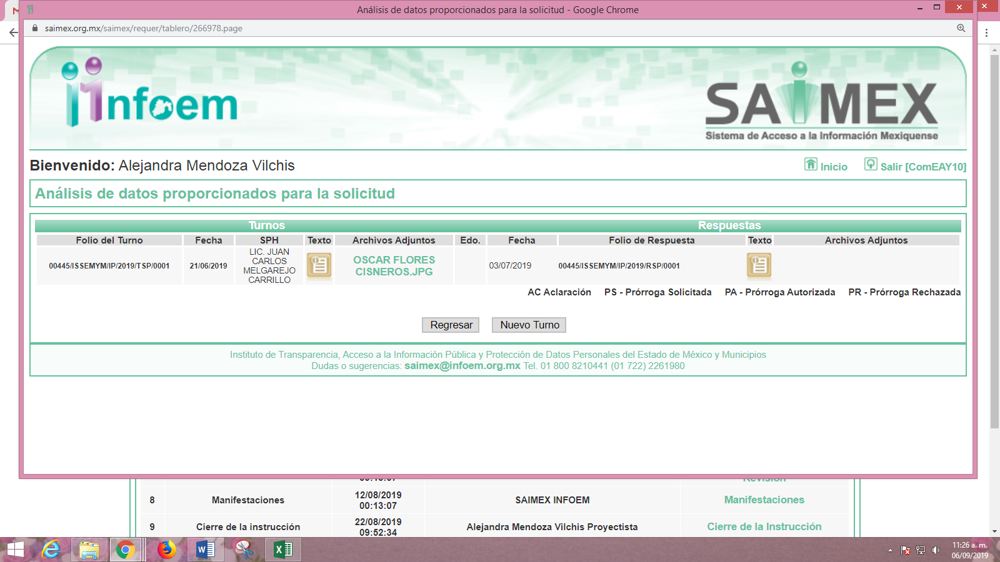 Análisis de datos proporcionados para la solicitud - Google Chrome
saimex.org.mx/saimex/requer/tablero/266978.page
infoem
SAIMEX
Sistema de Acceso a la Información Mexiquense
Bienvenido: Alejandra Mendoza Vilchis
Inicio
Salir [ComEAY10]
Análisis de datos proporcionados para la solicitud
Turnos
Respuestas
Folio del Turno Fecha SPH Texto Archivos Adjuntos Edo. Fecha Folio de Respuesta Texto Archivos Adjuntos
00445/ISSEMYM/IP/2019/TSP/0001
21/06/2019
LIC. JUAN
CARLOS
MELGAREJO
CARRILLO
OSCAR FLORES
CISNEROS.JPG
03/07/2019
00445/ISSEMYM/IP/2019/RSP/0001
AC Aclaración PS - Prórroga Solicitada PA - Prórroga Autorizada PR - Prórroga Rechazada
Regresar
Nuevo Turno
Instituto de Transparencia, Acceso a la Información Pública y Protección de Datos Personales del Estado de México y Municipios
Dudas o sugerencias: saimex@infoem.org.mx Tel. 01 800 8210441 (01 722) 2261980
Revisión
8
Manifestaciones
12/08/2019
00:13:07
SAIMEX INFOEM
Manifestaciones
9
Cierre de la instrucción
22/08/2019
09:52:34
Alejandra Mendoza Vilchis Proyectista
Cierre de la Instrucción
11:26 a. m.
06/09/2019